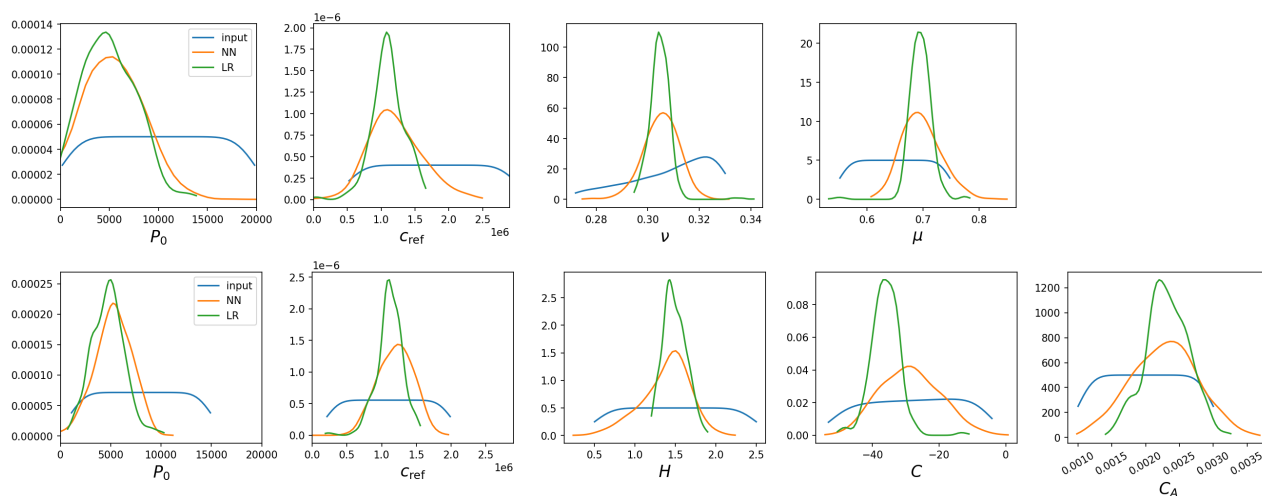 0.00014
0.00012
0.00010
0.00008
0.00006
0.00004
0.00002
0.00000
0 5000 10000 15000 20000
P0
input
NN
LR
1e−6
2.00
1.75
1.50
1.25
1.00
0.75
0.50
0.25
0.00
0.0 0.5 1.0 1.5 2.0 2.5
1e6
cref
100
80
60
40
20
0
0.28 0.30 0.32 0.34
ν
20
15
10
5
0
0.6 0.7 0.8
μ
0.00025
0.00020
0.00015
0.00010
0.00005
0.00000
0 5000 10000 15000 20000
P0
input
NN
LR
1e−6
2.5
2.0
1.5
1.0
0.5
0.0
0.0 0.5 1.0 1.5 2.0 2.5
1e6
cref
2.5
2.0
1.5
1.0
0.5
0.0
0.5 1.0 1.5 2.0 2.5
H
0.08
0.06
0.04
0.02
0.00
−40 −20 0
C
1200
1000
800
600
400
200
0
0.0010 0.0015 0.0020 0.0025 0.0030 0.0035
CA